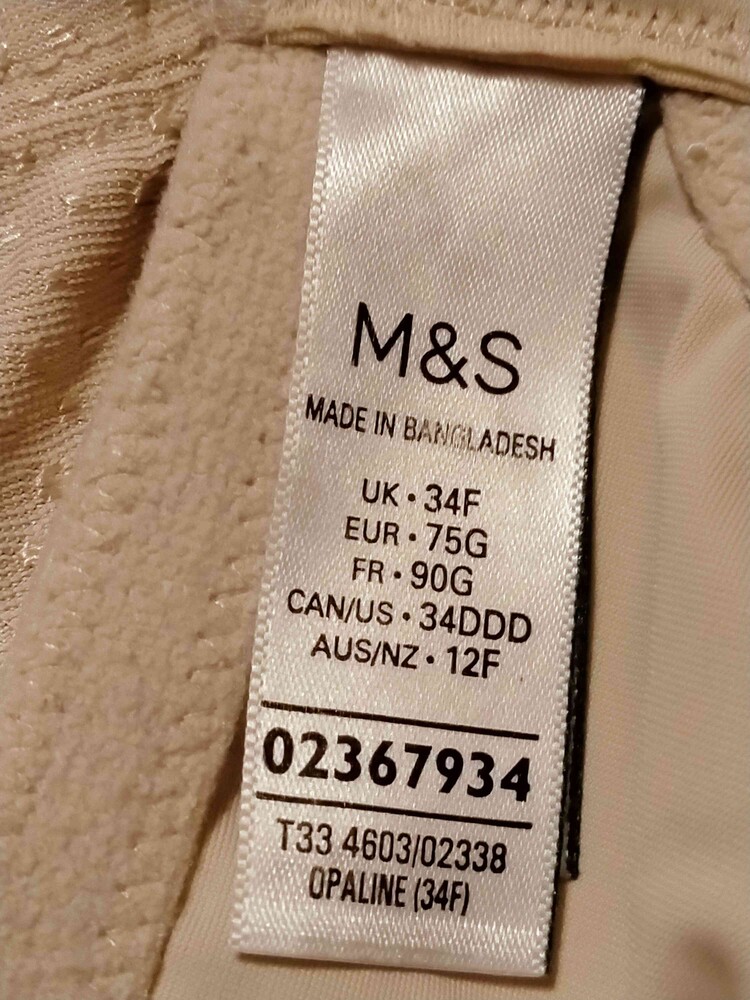 M&S
MADE IN BANGLADESH
UK • 34F
EUR • 75G
FR • 90G
CAN/US • 34DDD
AUS/NZ • 12F
02367934
T33 4603/02338
OPALINE (34F)